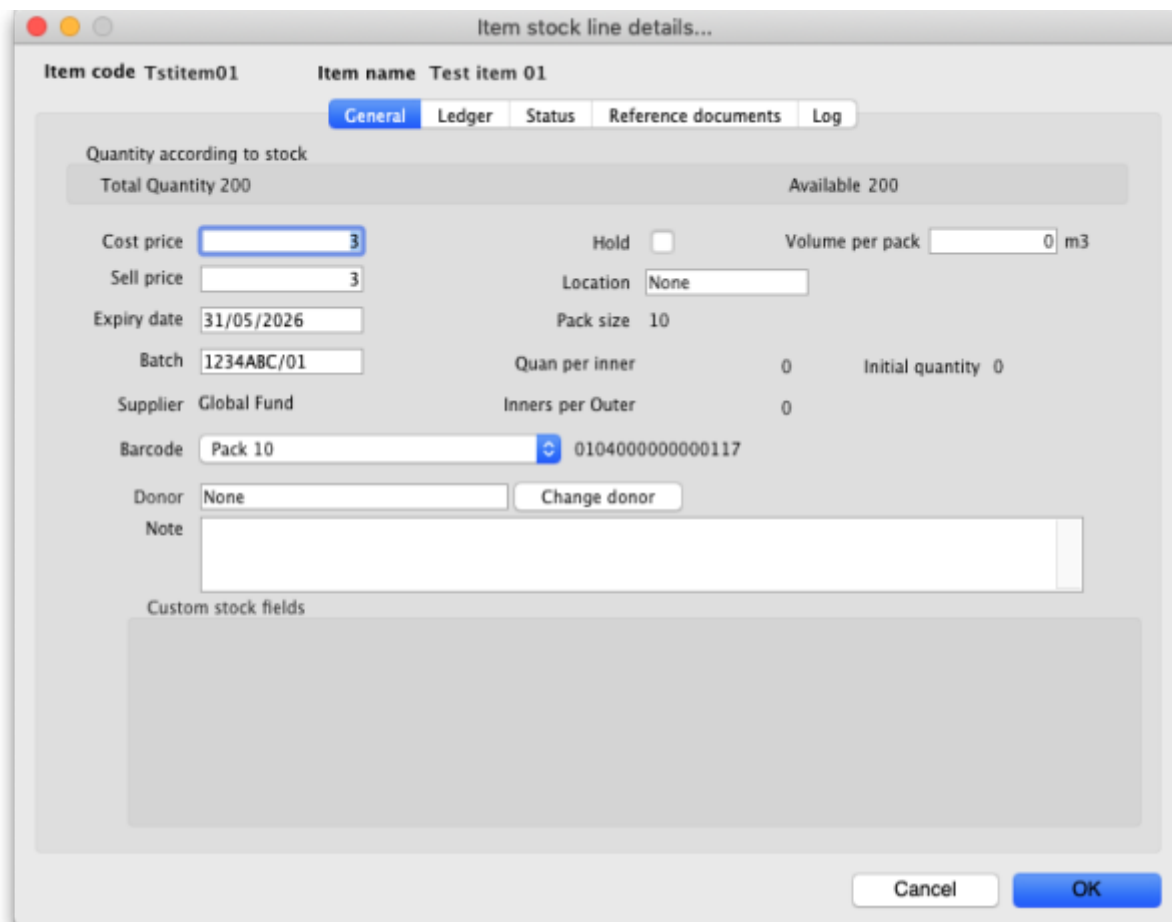 Item stock line details...
Item code Tstitem01 Item name Test item 01
General Ledger Status Reference documents Log
Quantity according to stock
Total Quantity 200 Available 200
Cost price 3 Hold Volume per pack 0 m3
Sell price 3 Location None
Expiry date 31/05/2026 Pack size 10
Batch 1234ABC/01 Quan per inner 0 Initial quantity 0
Supplier Global Fund Inners per Outer 0
Barcode Pack 10 0104000000000117
Donor None Change donor
Note
Custom stock fields
Cancel OK